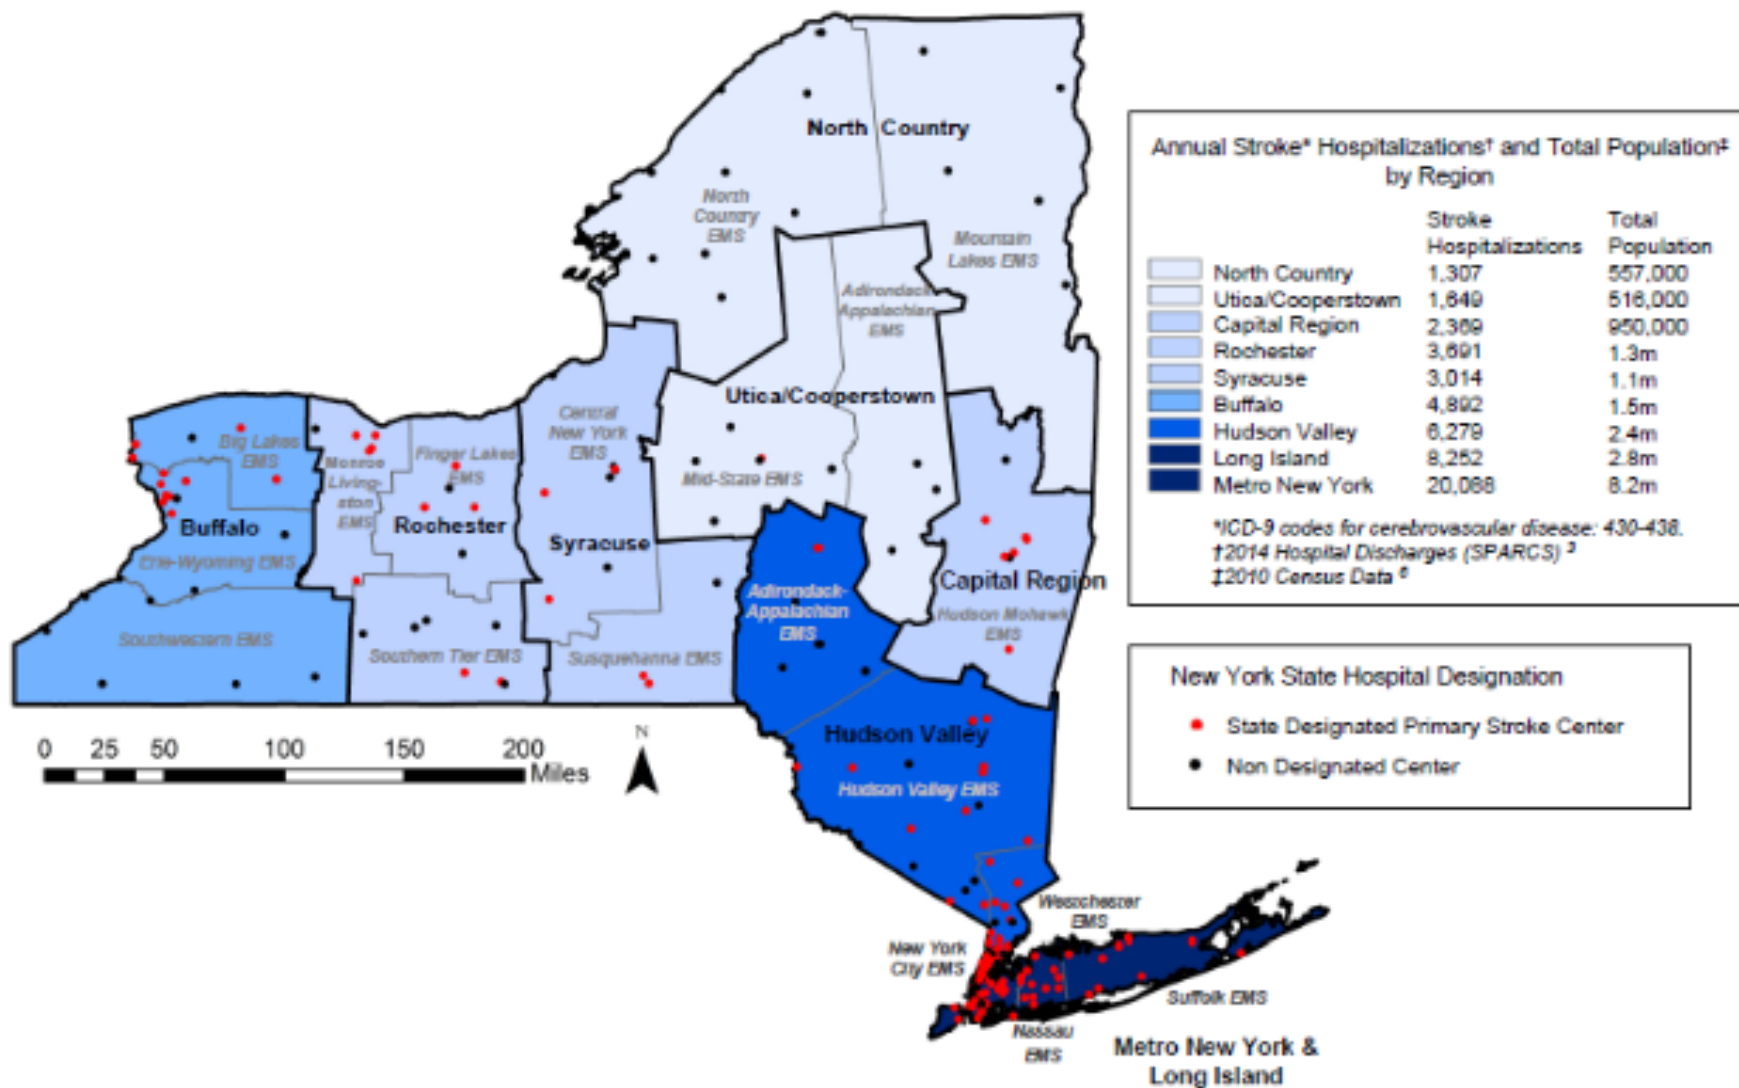 North Country
North
Country
EMS
Mountain
Lakes EMS
Adirondack
Appalachian
EMS
Utica/Cooperstown
Mid-State EMS
Central
New York
EMS
Syracuse
Susquehanna EMS
Big Lakes
EMS
Buffalo
Erie-Wyoming EMS
Southwestern EMS
Monroe
Living-
ston
EMS
Finger Lakes
EMS
Rochester
Southern Tier EMS
Adirondack-
Appalachian
EMS
Capital Region
Hudson Mohawk
EMS
Hudson Valley
Hudson Valley EMS
Westchester
EMS
New York
City EMS
Suffolk EMS
Nassau
EMS
Metro New York &
Long Island
0 25 50 100 150 200
Miles
N
Annual Stroke* Hospitalizations† and Total Population‡
by Region
Stroke Total
Hospitalizations Population
North Country 1,307 557,000
Utica/Cooperstown 1,649 516,000
Capital Region 2,369 950,000
Rochester 3,691 1.3m
Syracuse 3,014 1.1m
Buffalo 4,892 1.5m
Hudson Valley 6,279 2.4m
Long Island 8,252 2.8m
Metro New York 20,068 8.2m
*ICD-9 codes for cerebrovascular disease: 430-438.
†2014 Hospital Discharges (SPARCS) 3
‡2010 Census Data 6
New York State Hospital Designation
State Designated Primary Stroke Center
Non Designated Center